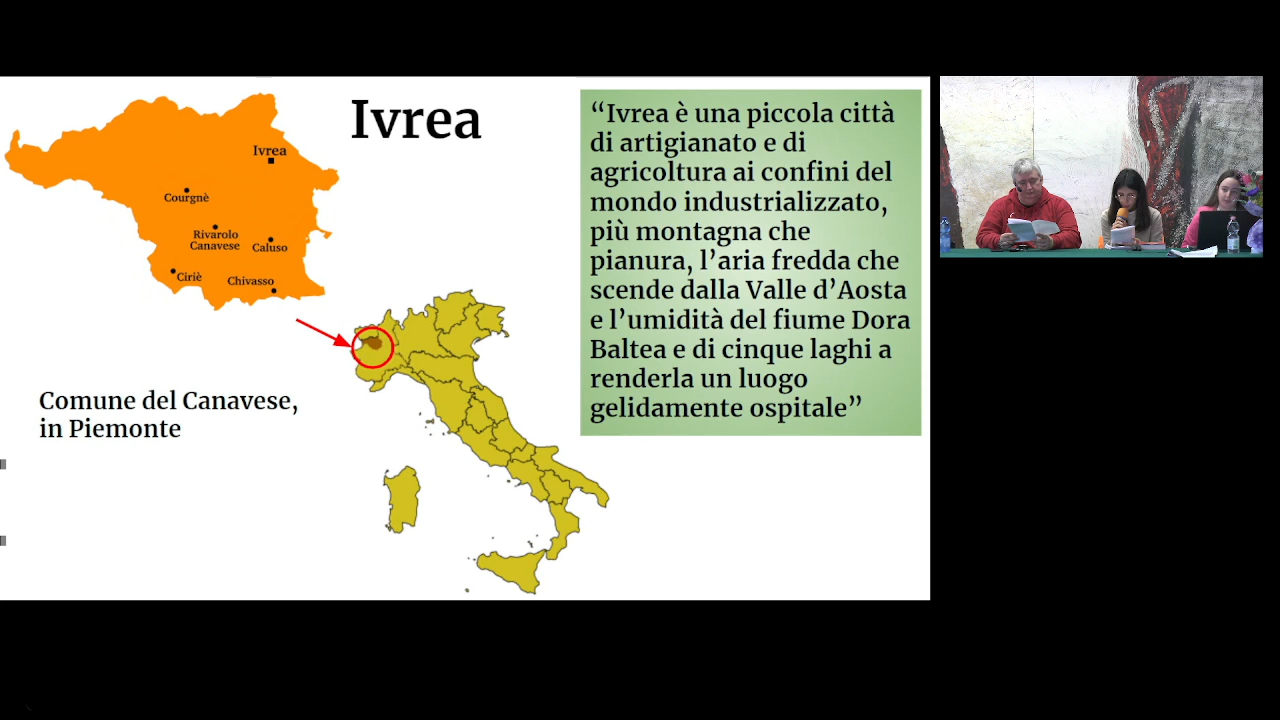 Ivrea
Ivrea
Courgnè
Rivarolo
Canavese
Caluso
Ciriè
Chivasso
Comune del Canavese,
in Piemonte
“Ivrea è una piccola città
di artigianato e di
agricoltura ai confini del
mondo industrializzato,
più montagna che
pianura, l’aria fredda che
scende dalla Valle d’Aosta
e l’umidità del fiume Dora
Baltea e di cinque laghi a
renderla un luogo
gelidamente ospitale”